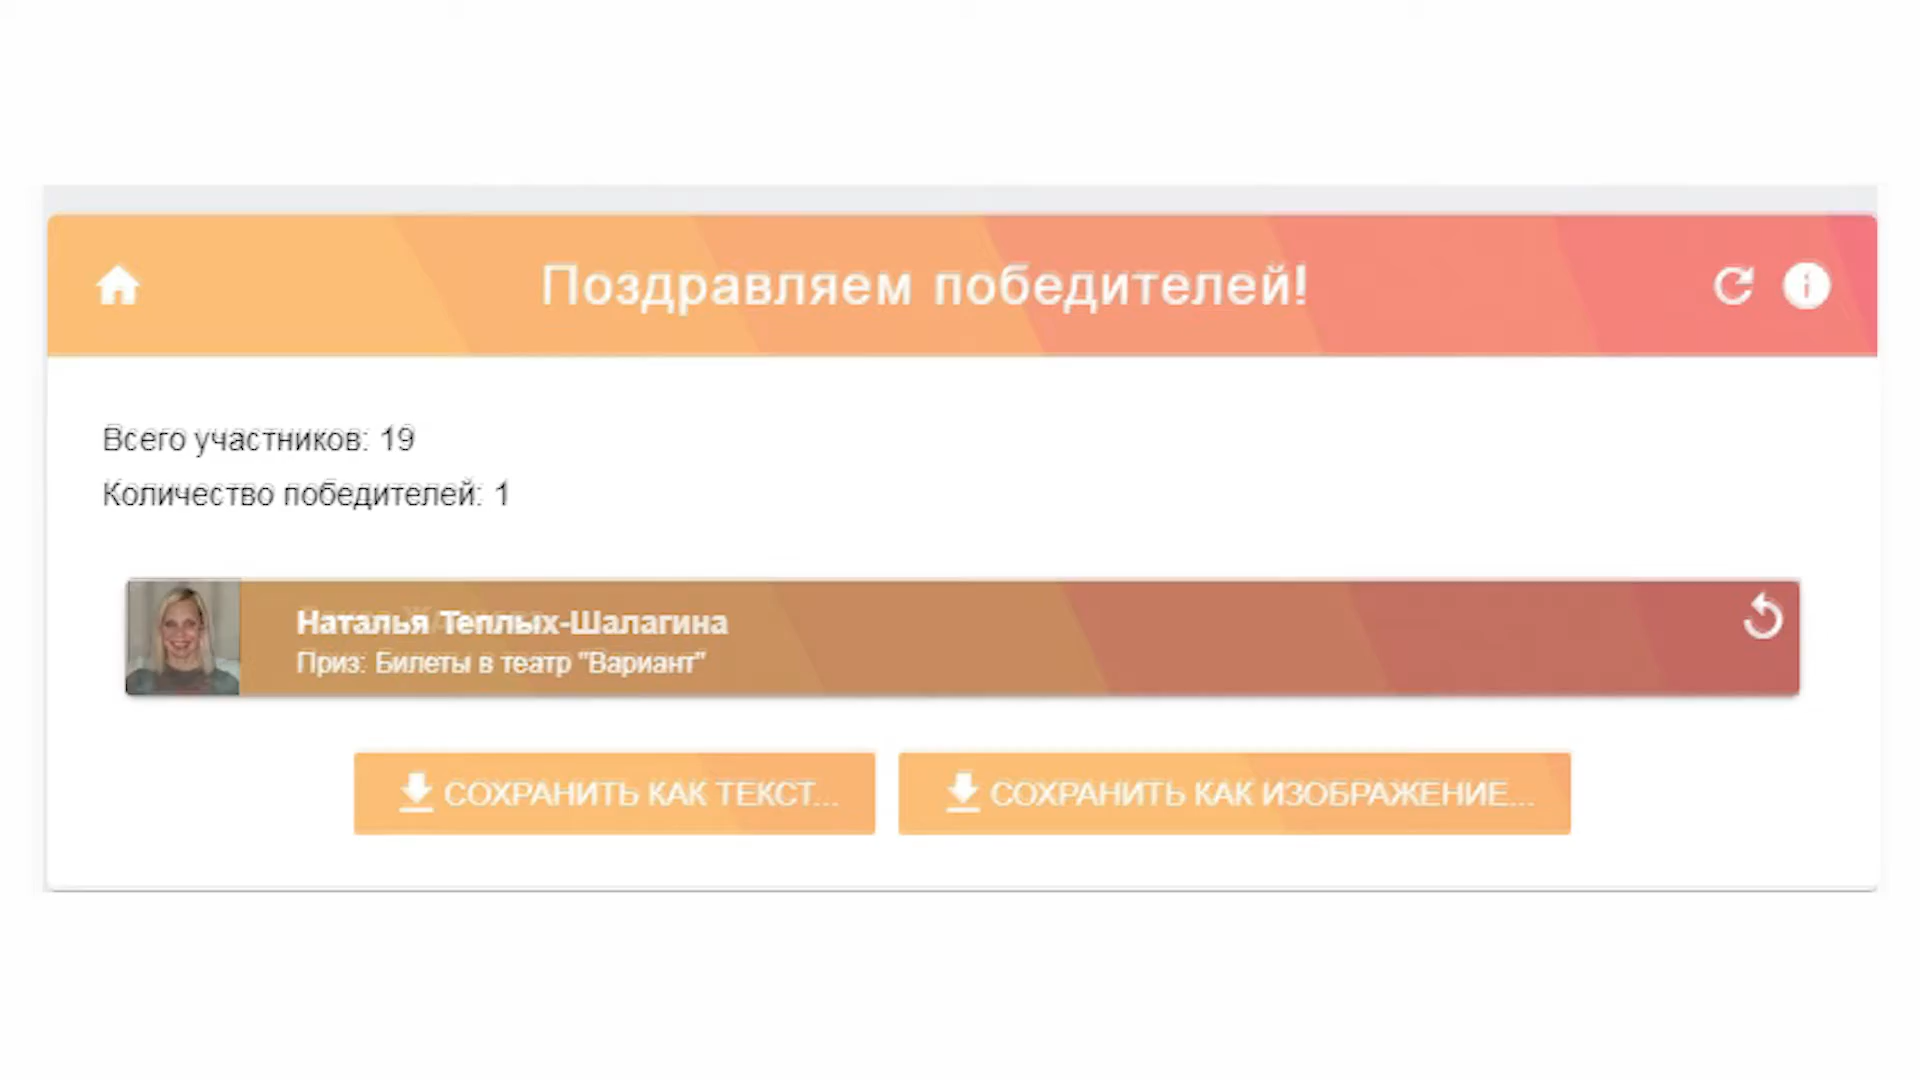 Поздравляем победителей!
Всего участников: 19
Количество победителей: 1
Наталья Теплых-Шалагина
Приз: Билеты в театр "Вариант"
СОХРАНИТЬ КАК ТЕКСТ...
СОХРАНИТЬ КАК ИЗОБРАЖЕНИЕ...